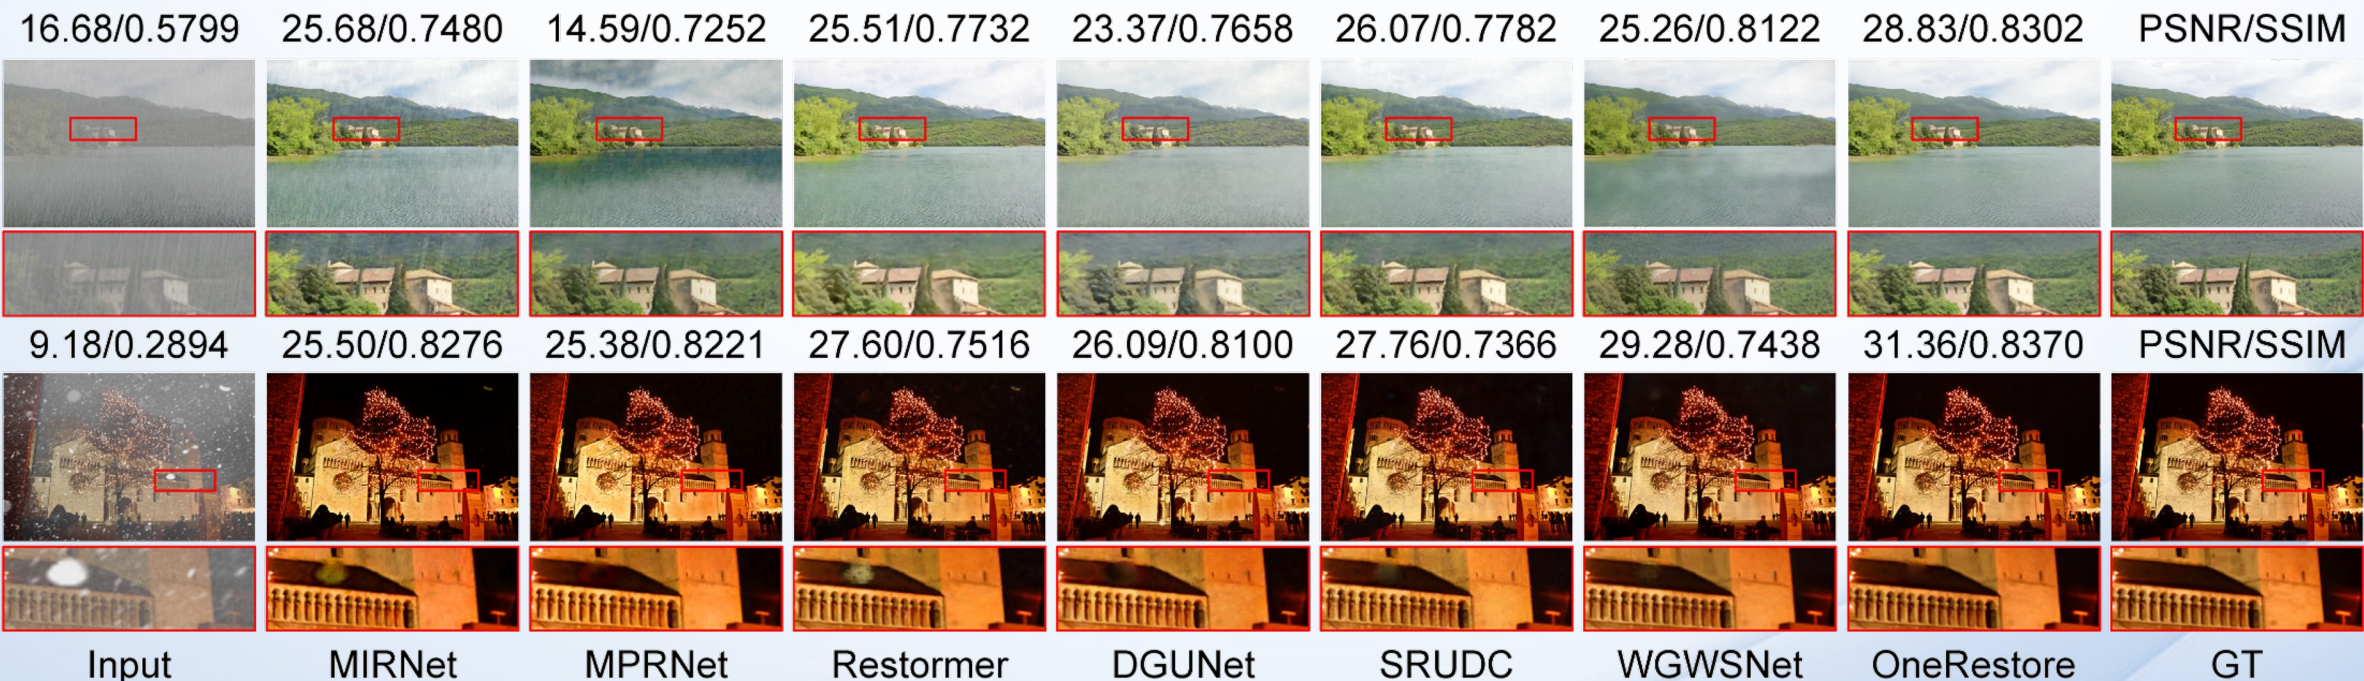 16.68/0.5799 25.68/0.7480 14.59/0.7252 25.51/0.7732 23.37/0.7658 26.07/0.7782 25.26/0.8122 28.83/0.8302 PSNR/SSIM
9.18/0.2894 25.50/0.8276 25.38/0.8221 27.60/0.7516 26.09/0.8100 27.76/0.7366 29.28/0.7438 31.36/0.8370 PSNR/SSIM
Input MIRNet MPRNet Restormer DGUNet SRUDC WGWSNet OneRestore GT